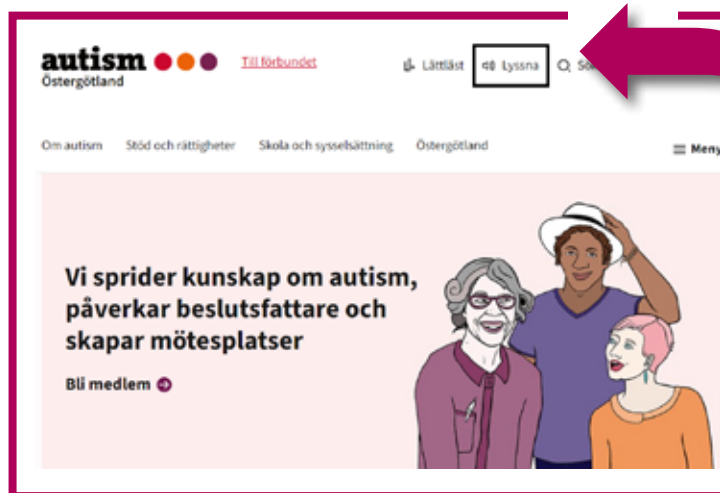 autism
Östergötland
Till förbundet
Lättläst
Lyssna
Om autism
Stöd och rättigheter
Skola och sysselsättning
Östergötland
Meny
Vi sprider kunskap om autism,
påverkar beslutsfattare och
skapar mötesplatser
Bli medlem